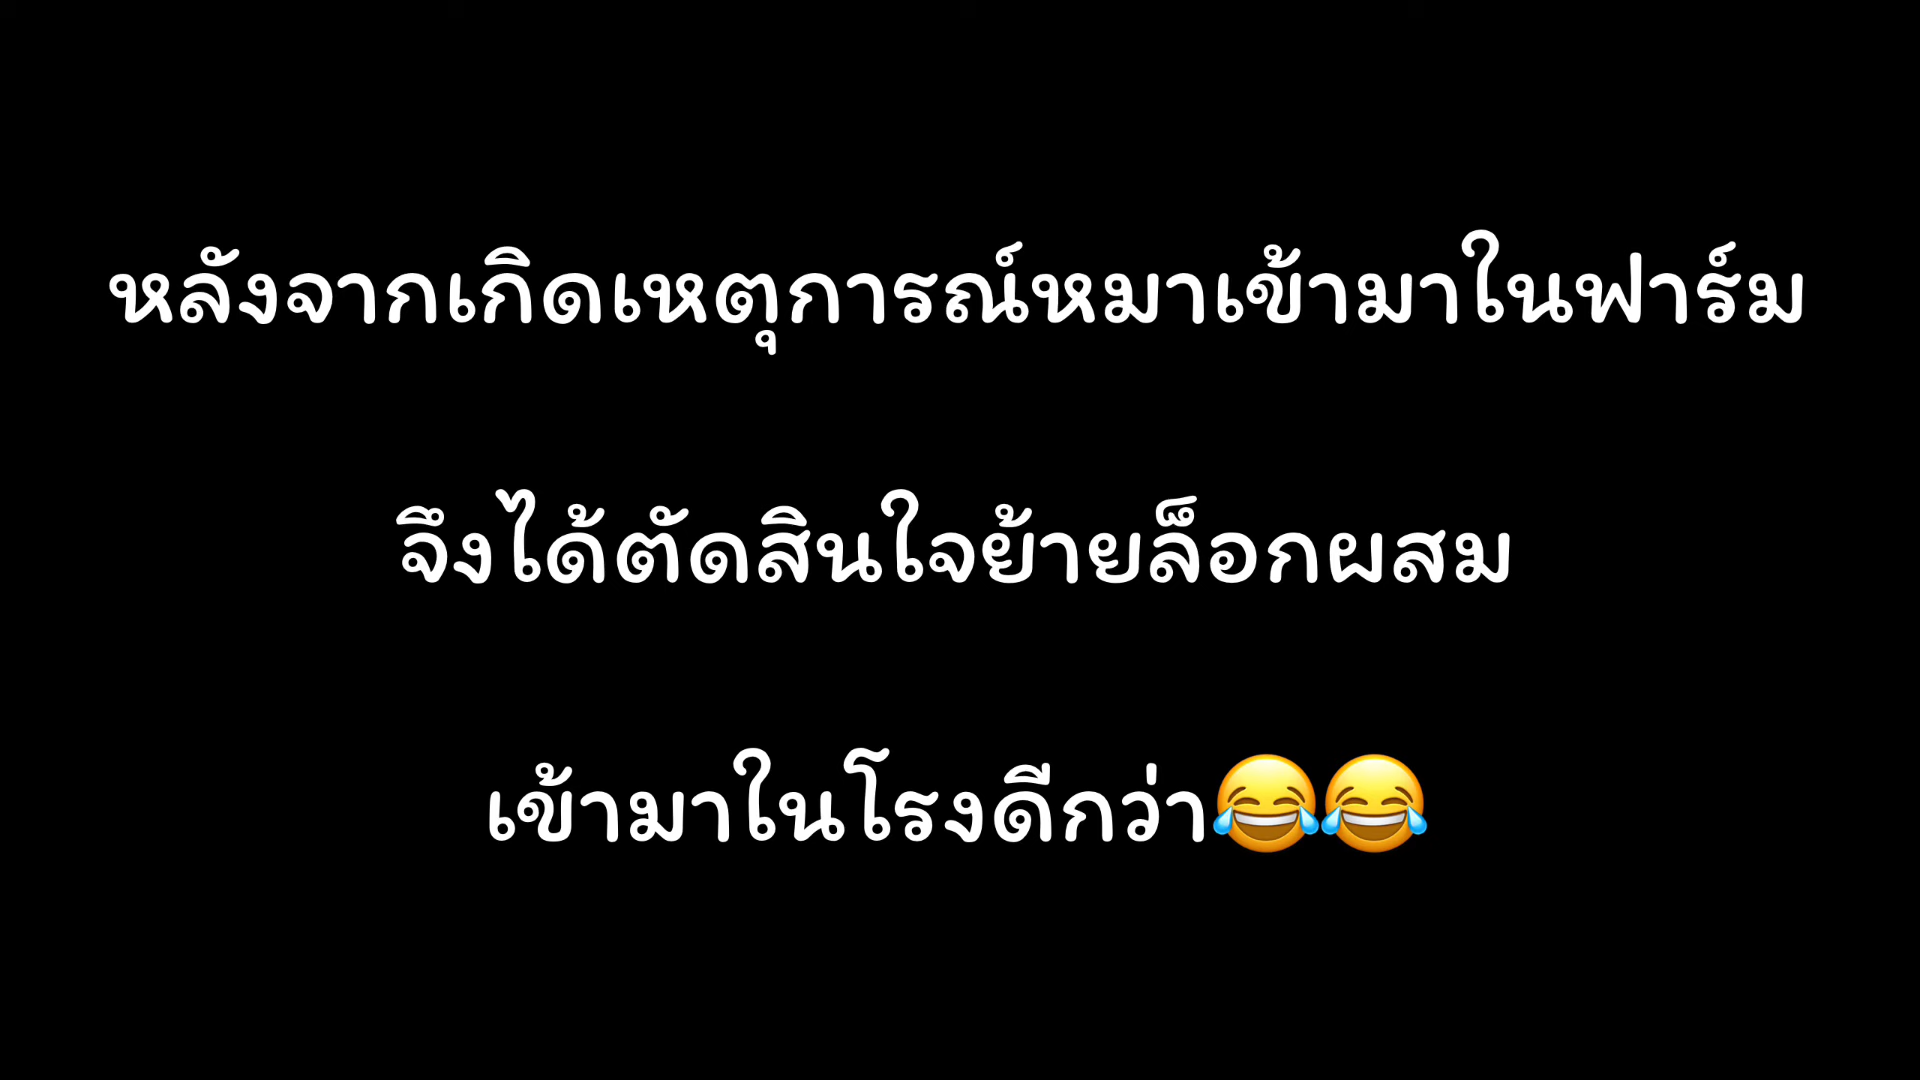 หลังจากเกิดเหตุการณ์หมาเข้ามาในฟาร์ม
จึงได้ตัดสินใจย้ายล็อกผสม
เข้ามาในโรงดีกว่า😂😂